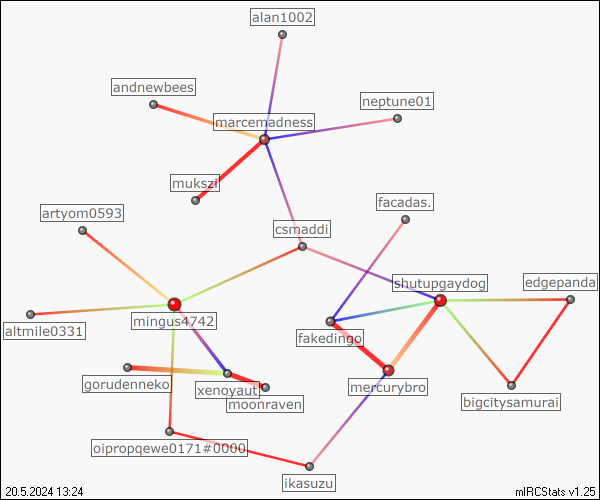 alan1002
andnewbees
neptune01
marcemadness
mukszi
facadas.
artyom0593
csmaddi
shutupgaydog
edgepanda
mingus4742
altmile0331
fakedingo
gorudenneko
xenoyaut
mercurybro
moonraven
bigcitysamurai
oipropqewe0171#0000
ikasuzu
20.5.2024 13:24
mIRCStats v1.25